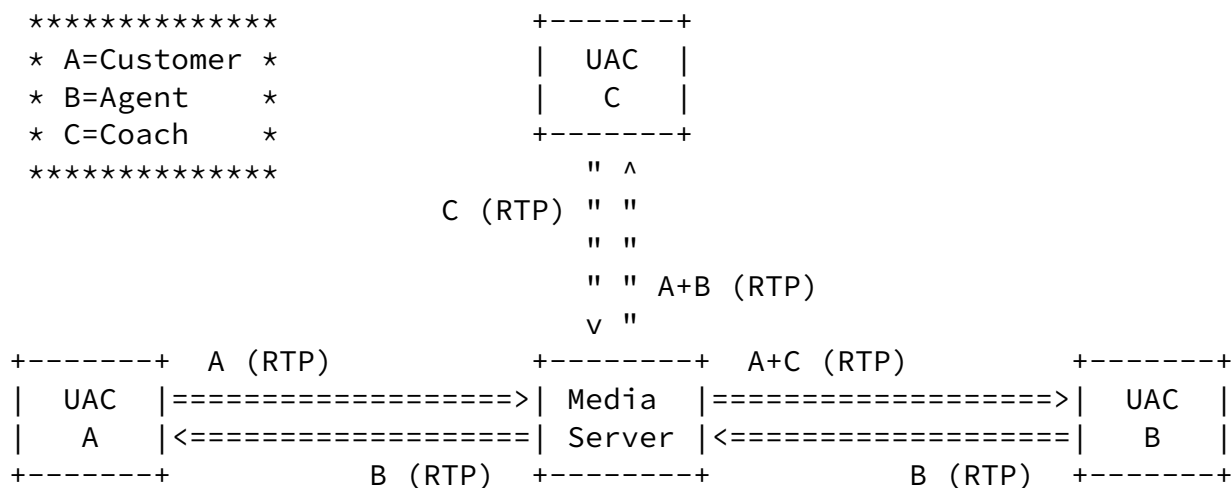 **************            +-------+
* A=Customer *            |  UAC  |
* B=Agent    *            |   C   |
* C=Coach    *            +-------+
**************               " ^
                     C (RTP) " "
                             " "
                             " " A+B (RTP)
                             v "
+-------+  A (RTP)        +--------+  A+C (RTP)        +-------+
|  UAC  |===================>| Media  |===================>|  UAC  |
|   A   |<===================| Server |<===================|   B   |
+-------+           B (RTP)  +--------+           B (RTP)  +-------+